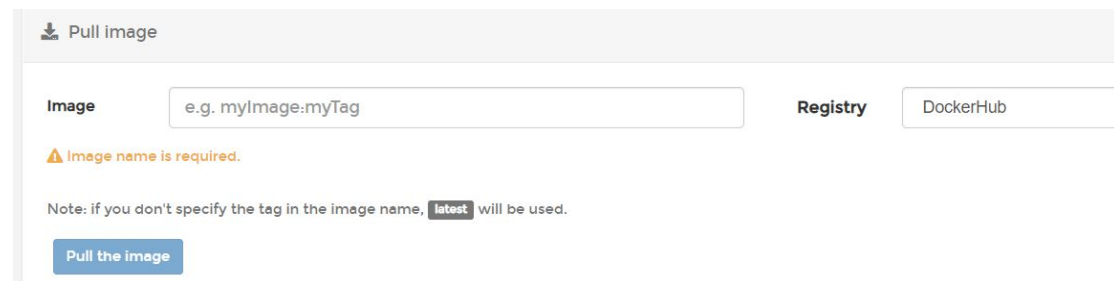 Pull image
Image e.g. myImage:myTag Registry DockerHub
Image name is required.
Note: if you don't specify the tag in the image name, latest will be used.
Pull the image